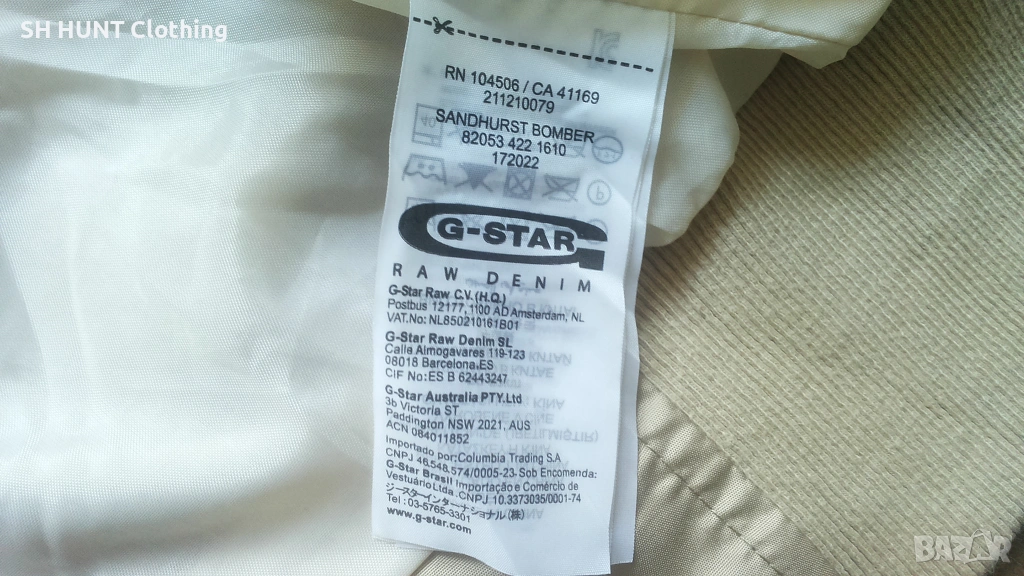 SH HUNT Clothing
RN 104506 / CA 41169
211210079
SANDHURST BOMBER
82053 422 1610
172022
G-STAR
RAW DENIM
G-Star Raw C.V. (H.Q.)
Postbus 12177, 1100 AD Amsterdam, NL
VAT.No: NL850210161B01
G-Star Raw Denim SL
Calle Almogavares 119-123
08018 Barcelona.ES
CIF No: ES B 62443247
G-Star Australia PTY.Ltd
3b Victoria ST
Paddington NSW 2021, AUS
ACN 084011852
Importado por:Columbia Trading S.A
CNPJ 46.548.574/0005-23- Sob Encomenda:
G-Star Brasil Importação e Comércio de
Vestuário Ltda .CNPJ 10.3373035/0001-74
ジースターインターナショナル(株)
Tel : 03-5765-3301
www.g-star.com
BAZAR